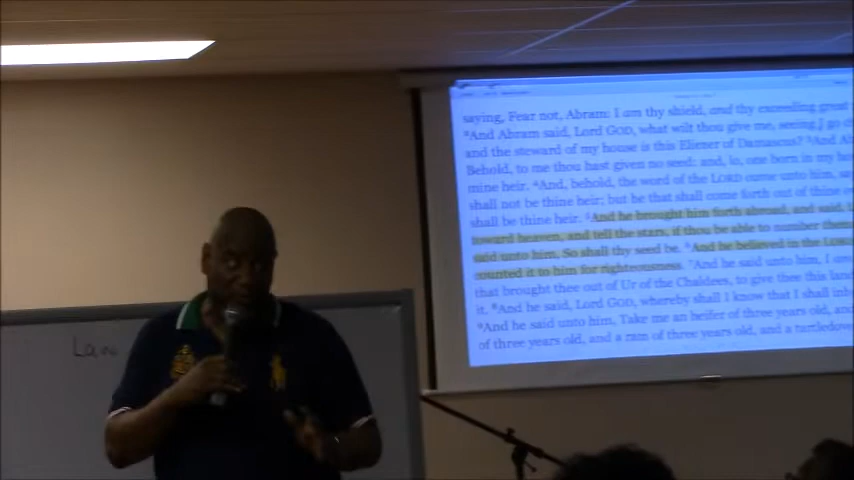 saying, Fear not, Abram: I am thy shield, and thy exceeding great
²And Abram said, Lord GOD, what wilt thou give me, seeing I go
and the steward of my house is this Eliezer of Damascus? ³And
Behold, to me thou hast given no seed: and, lo, one born in my
mine heir. ⁴And, behold, the word of the LORD came unto him,
shall not be thine heir; but he that shall come forth out of thine
shall be thine heir. ⁵And he brought him forth abroad, and said,
toward heaven, and tell the stars, if thou be able to number them:
said unto him, So shall thy seed be. ⁶And he believed in the LORD
counted it to him for righteousness. ⁷And he said unto him, I am
that brought thee out of Ur of the Chaldees, to give thee this land
it. ⁸And he said, Lord GOD, whereby shall I know that I shall
⁹And he said unto him, Take me an heifer of three years old,
of three years old, and a ram of three years old, and a turtledove
Law